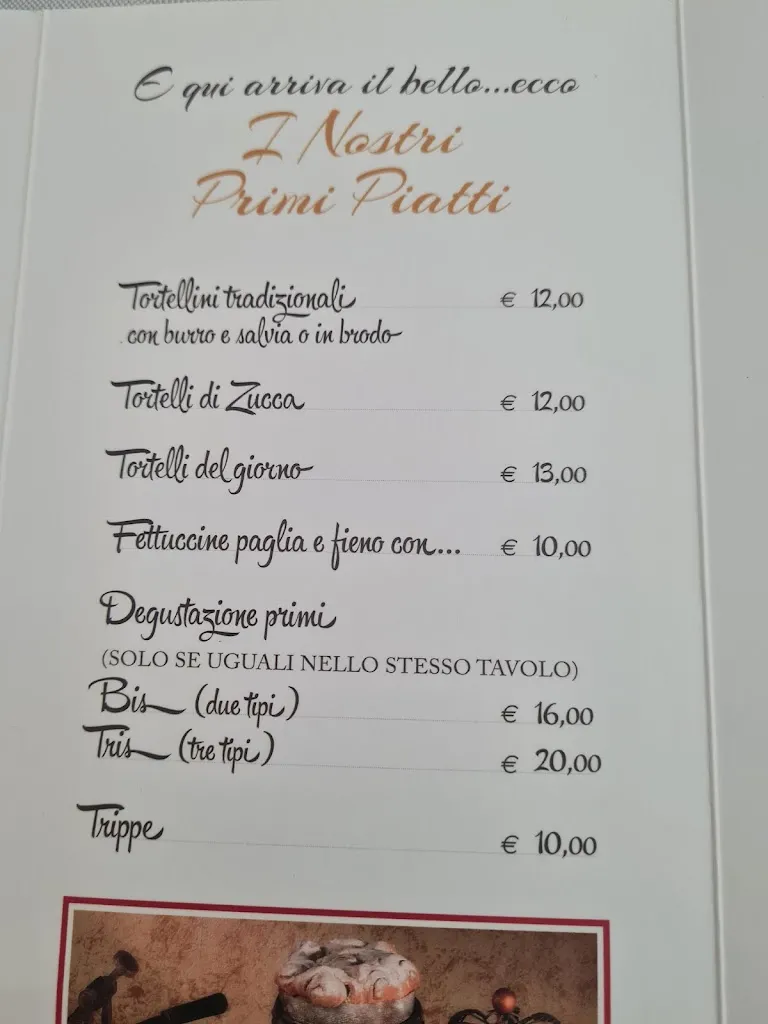 E qui arriva il bello...ecco
I Nostri
Primi Piatti
Tortellini tradizionali € 12,00
con burro e salvia o in brodo
Tortelli di Zucca € 12,00
Tortelli del giorno € 13,00
Fettuccine paglia e fieno con... € 10,00
Degustazione primi
(SOLO SE UGUALI NELLO STESSO TAVOLO)
Bis (due tipi) € 16,00
Tris (tre tipi) € 20,00
Trippe € 10,00